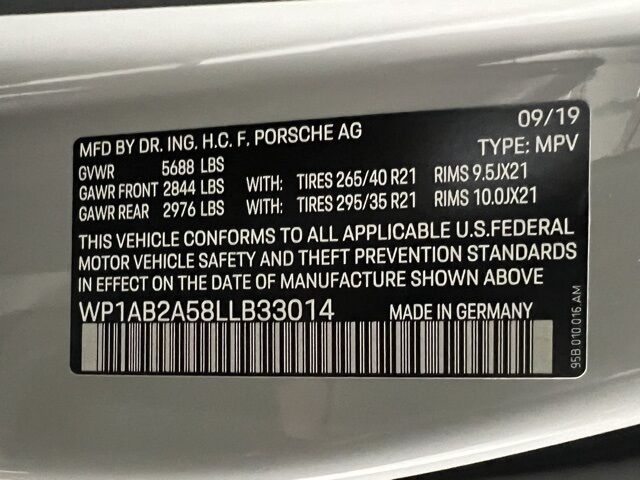 09/19
MFD BY DR. ING. H.C. F. PORSCHE AG TYPE: MPV
GVWR 5688 LBS
GAWR FRONT 2844 LBS WITH: TIRES 265/40 R21 RIMS 9.5JX21
GAWR REAR 2976 LBS WITH: TIRES 295/35 R21 RIMS 10.0JX21
THIS VEHICLE CONFORMS TO ALL APPLICABLE U.S.FEDERAL
MOTOR VEHICLE SAFETY AND THEFT PREVENTION STANDARDS
IN EFFECT ON THE DATE OF MANUFACTURE SHOWN ABOVE
WP1AB2A58LLB33014 MADE IN GERMANY
95B.010.016.AM